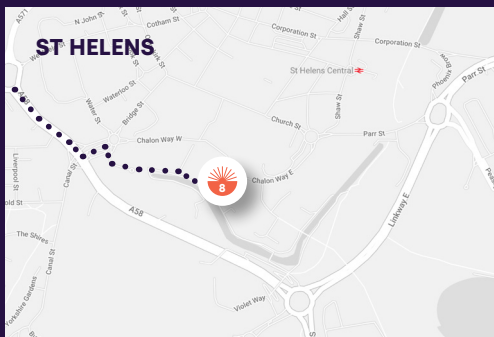 A571
N John St
Cotham St
Hall St
Shaw St
Corporation St
Corporation St
ST HELENS
St Helens Central
Phoenix Brow
Parr St
Waterloo St
Water St
Bridge St
Shaw St
Church St
Parr St
Chalon Way W
Liverpool St
Canal St
8
Chalon Way E
A58
Linkway E
The Shires
Canal St
Yorkshire Gardens
Violet Way